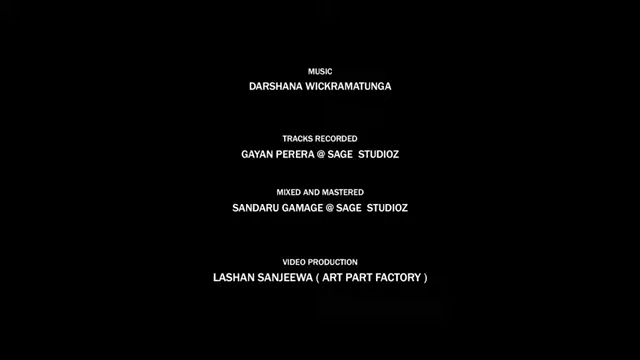 MUSIC
DARSHANA WICKRAMATUNGA
TRACKS RECORDED
GAYAN PERERA @ SAGE STUDIOZ
MIXED AND MASTERED
SANDARU GAMAGE @ SAGE STUDIOZ
VIDEO PRODUCTION
LASHAN SANJEEWA ( ART PART FACTORY )